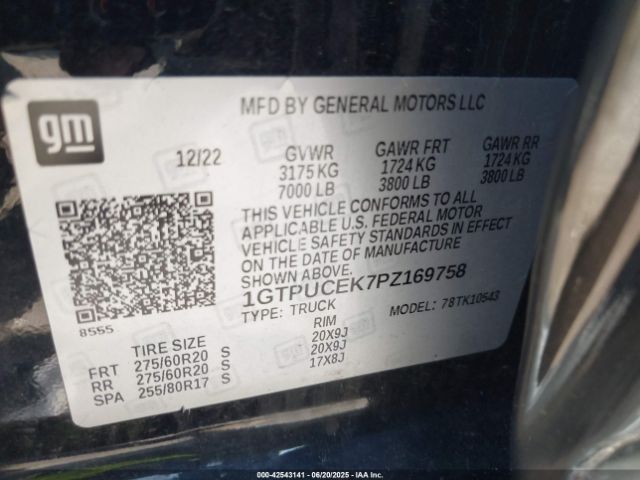 gm
MFD BY GENERAL MOTORS LLC
12/22 GVWR GAWR FRT GAWR RR
3175 KG 1724 KG 1724 KG
7000 LB 3800 LB 3800 LB
THIS VEHICLE CONFORMS TO ALL
APPLICABLE U.S. FEDERAL MOTOR
VEHICLE SAFETY STANDARDS IN EFFECT
ON THE DATE OF MANUFACTURE
SHOWN ABOVE.
1GTPUCEK7PZ169758
TYPE: TRUCK MODEL: 78TK10543
8555
TIRE SIZE RIM
FRT 275/60R20 S 20X9J
RR 275/60R20 S 20X9J
SPA 255/80R17 S 17X8J
000-42543141 - 06/20/2025 - IAAI.com